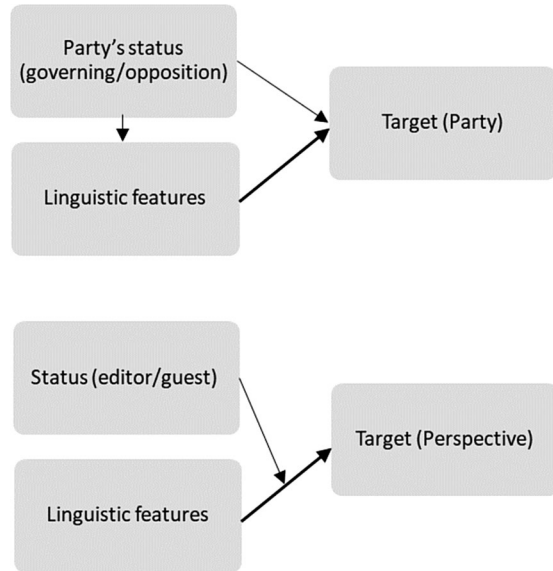 Party’s status
(governing/opposition)
Target (Party)
Linguistic features
Status (editor/guest)
Target (Perspective)
Linguistic features